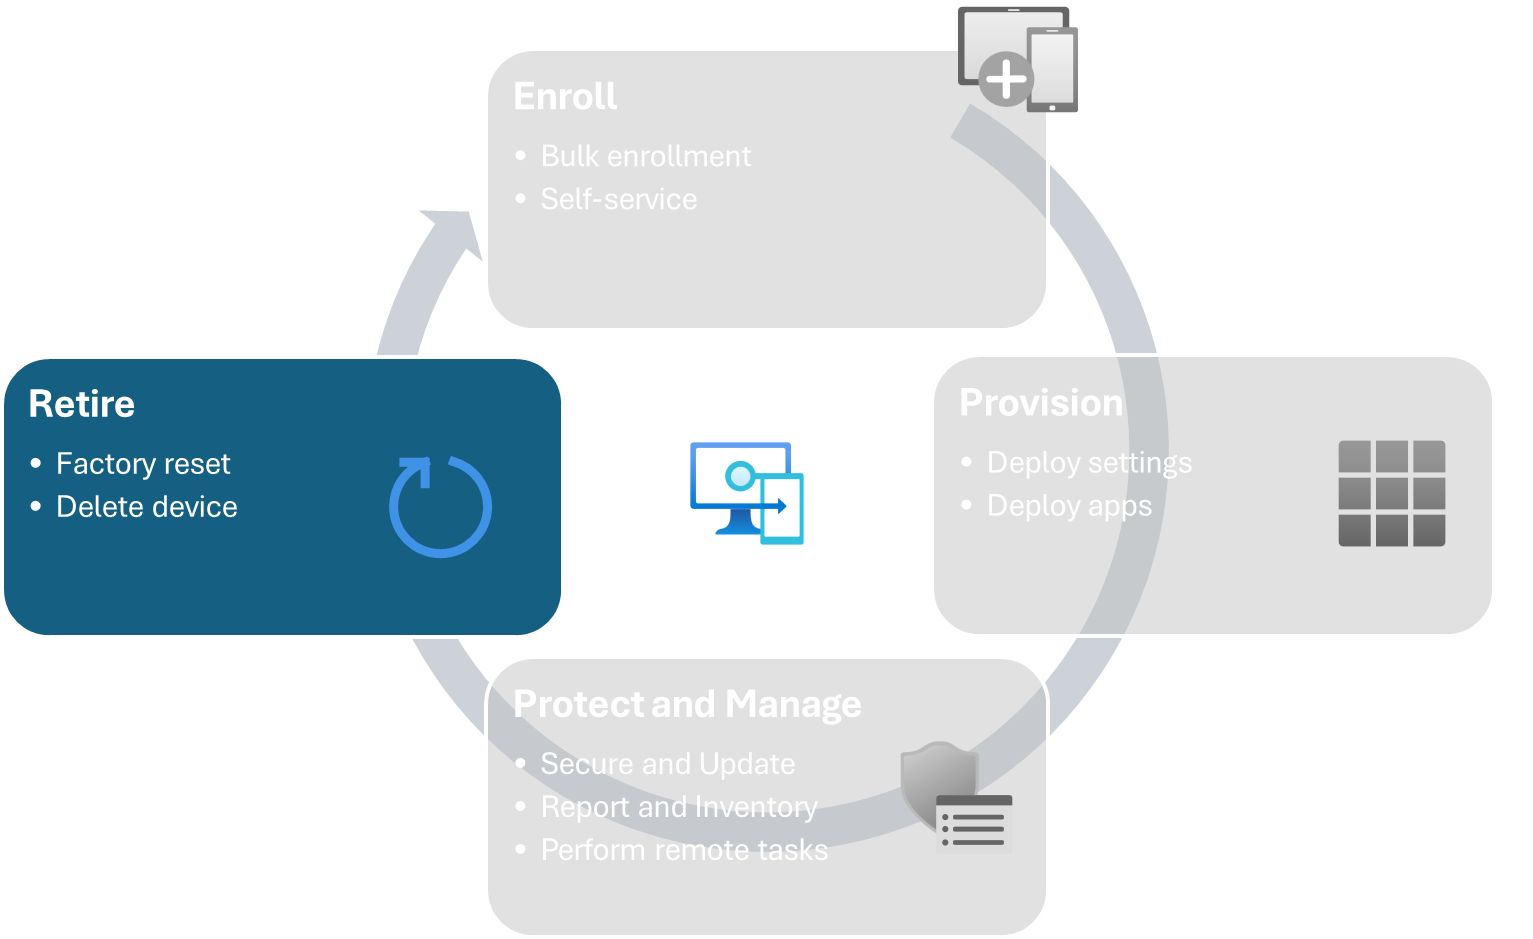 Enroll
• Bulk enrollment
• Self-service
Retire
• Factory reset
• Delete device
Provision
• Deploy settings
• Deploy apps
Protect and Manage
• Secure and Update
• Report and Inventory
• Perform remote tasks